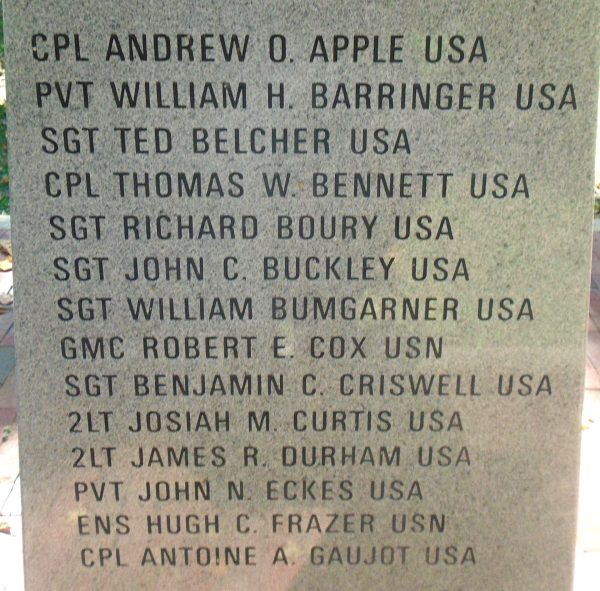 CPL ANDREW O. APPLE USA
PVT WILLIAM H. BARRINGER USA
SGT TED BELCHER USA
CPL THOMAS W. BENNETT USA
SGT RICHARD BOURY USA
SGT JOHN C. BUCKLEY USA
SGT WILLIAM BUMGARNER USA
GMC ROBERT E. COX USN
SGT BENJAMIN C. CRISWELL USA
2LT JOSIAH M. CURTIS USA
2LT JAMES R. DURHAM USA
PVT JOHN N. ECKES USA
ENS HUGH C. FRAZER USN
CPL ANTOINE A. GAUJOT USA